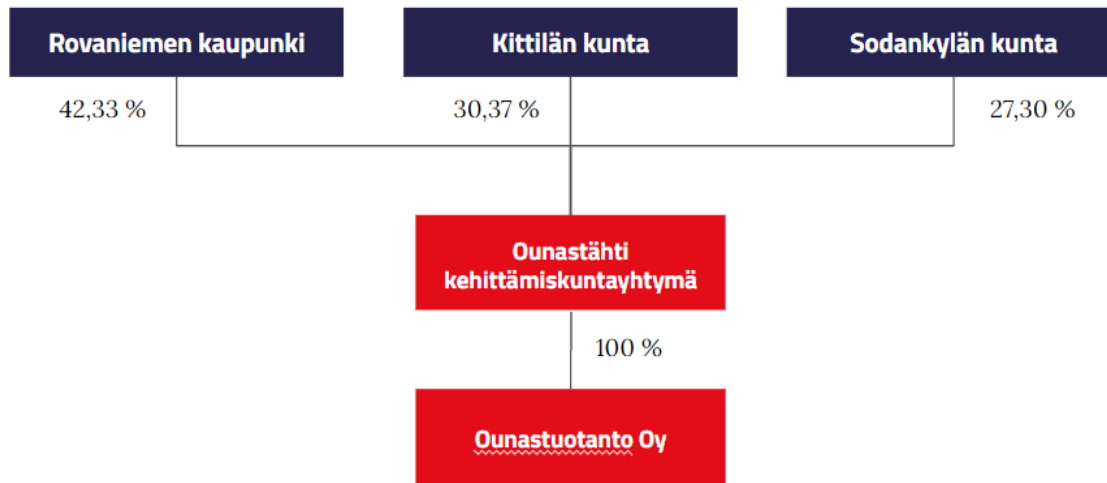 Rovaniemen kaupunki
Kittilän kunta
Sodankylän kunta
42,33 %
30,37 %
27,30 %
Ounastähti
kehittämiskuntayhtymä
100 %
Ounastuotanto Oy